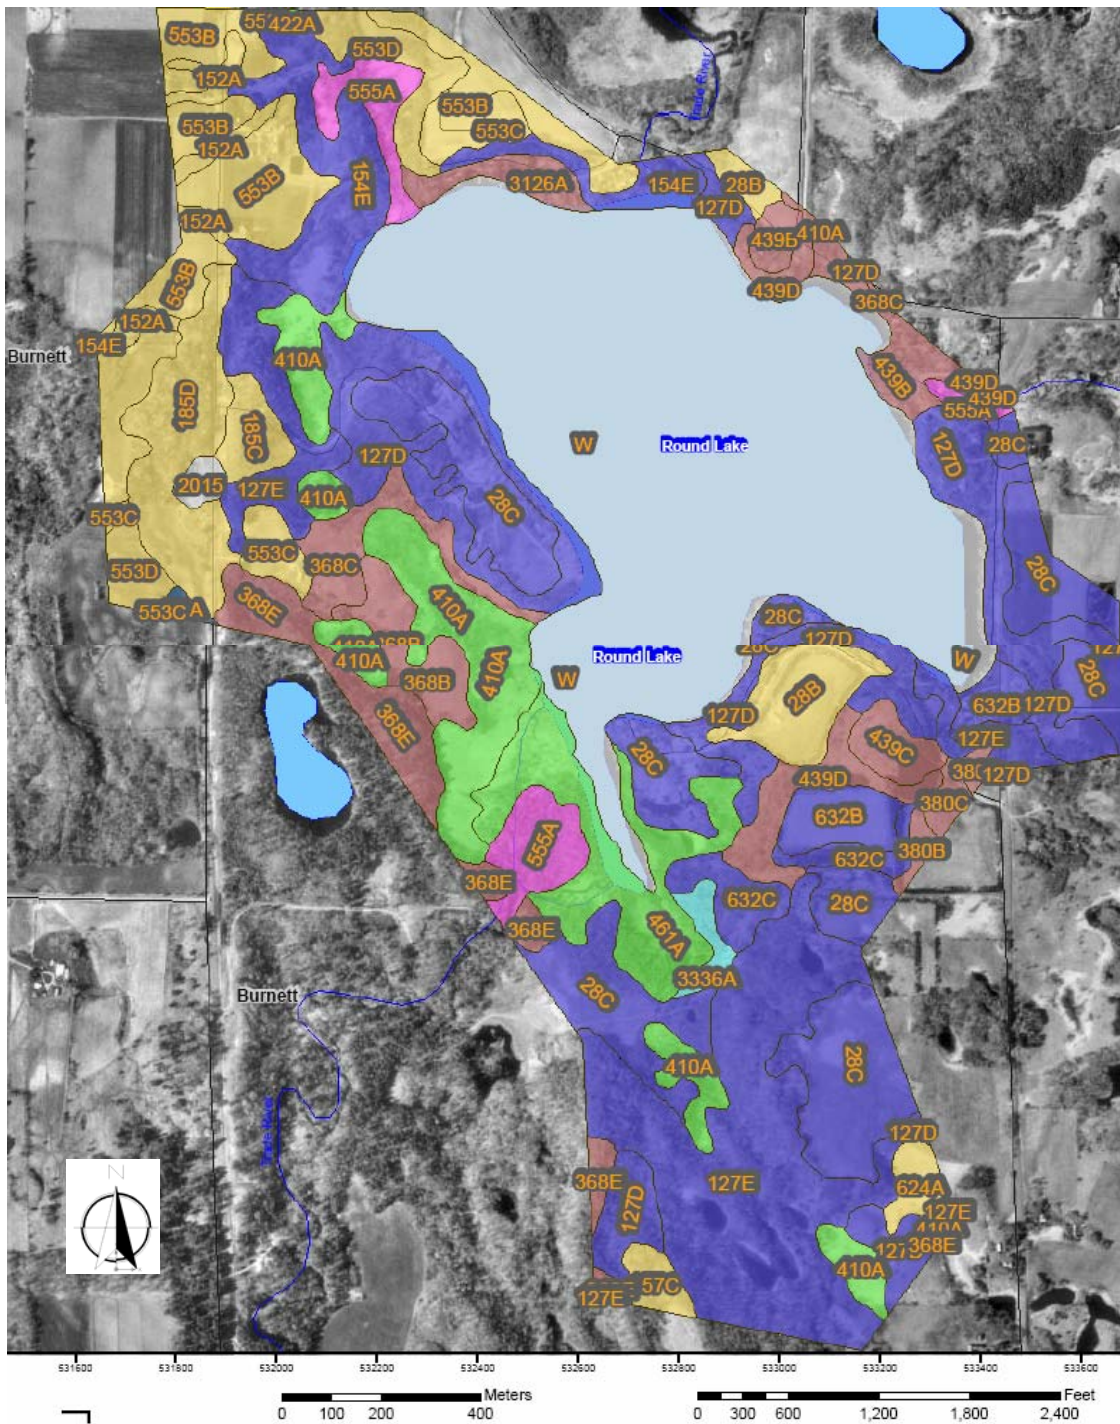 553B
422A
553D
152A
555A
553B
Trade River
553B
553C
152A
553B
154E
3126A
154E
28B
127D
152A
439B
410A
439D
127D
368C
553B
152A
154E
Burnett
410A
439B
439D
439D
555A
185D
185C
W
Round Lake
28C
127D
127D
2015
127E
410A
28C
553C
553C
368C
28C
553D
368E
553C
A
410A
28C
127D
410A
368B
410A
Round Lake
W
W
28C
368B
28B
632B
127D
368E
127D
439C
127E
28C
439D
127D
380C
632B
555A
380B
632C
368E
632C
28C
368E
461A
3336A
28C
Burnett
410A
28C
Trade River
127D
368E
127E
624A
127D
127E
368E
410A
57C
127E
N
531600
531800
532000
532200
532400
532600
532800
533000
533200
533400
533600
Meters
0 100 200 400
Feet
0 300 600 1,200 1,800 2,400